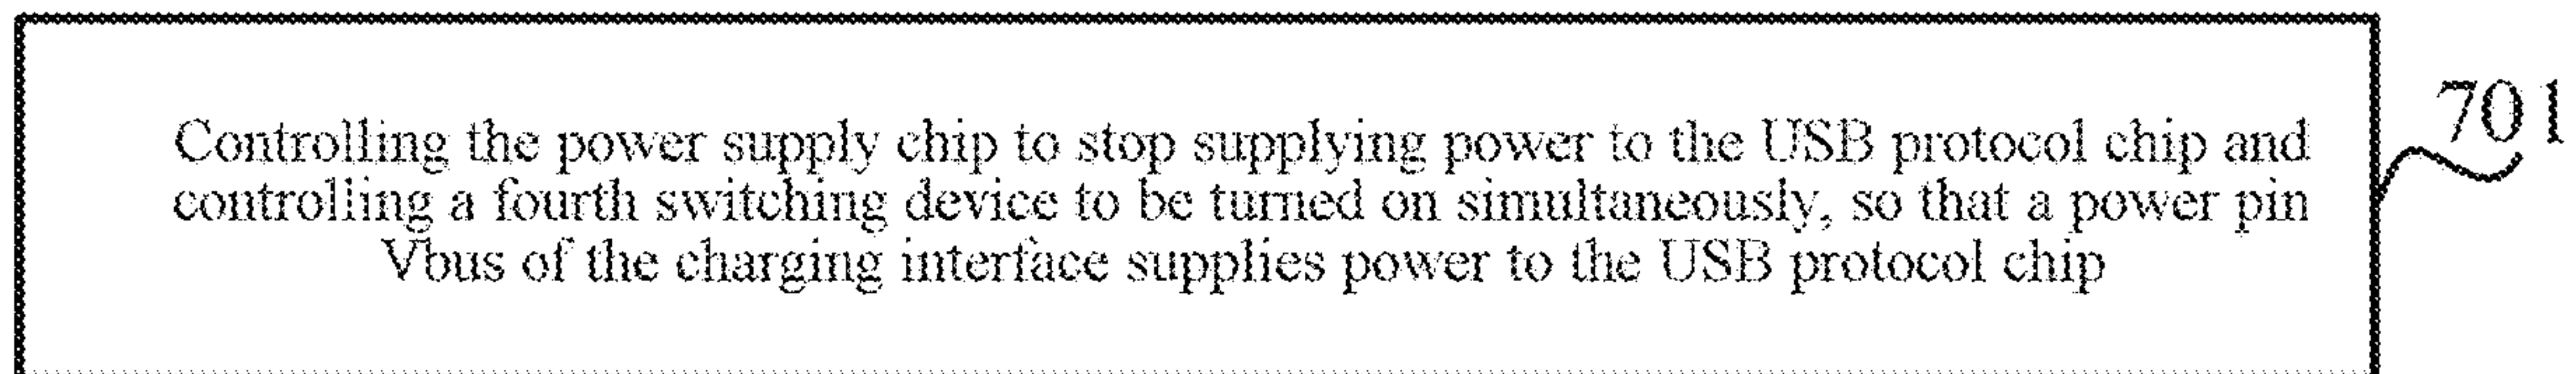 Controlling the power supply chip to stop supplying power to the USB protocol chip and
controlling a fourth switching device to be turned on simultaneously, so that a power pin
Vbus of the charging interface supplies power to the USB protocol chip
701